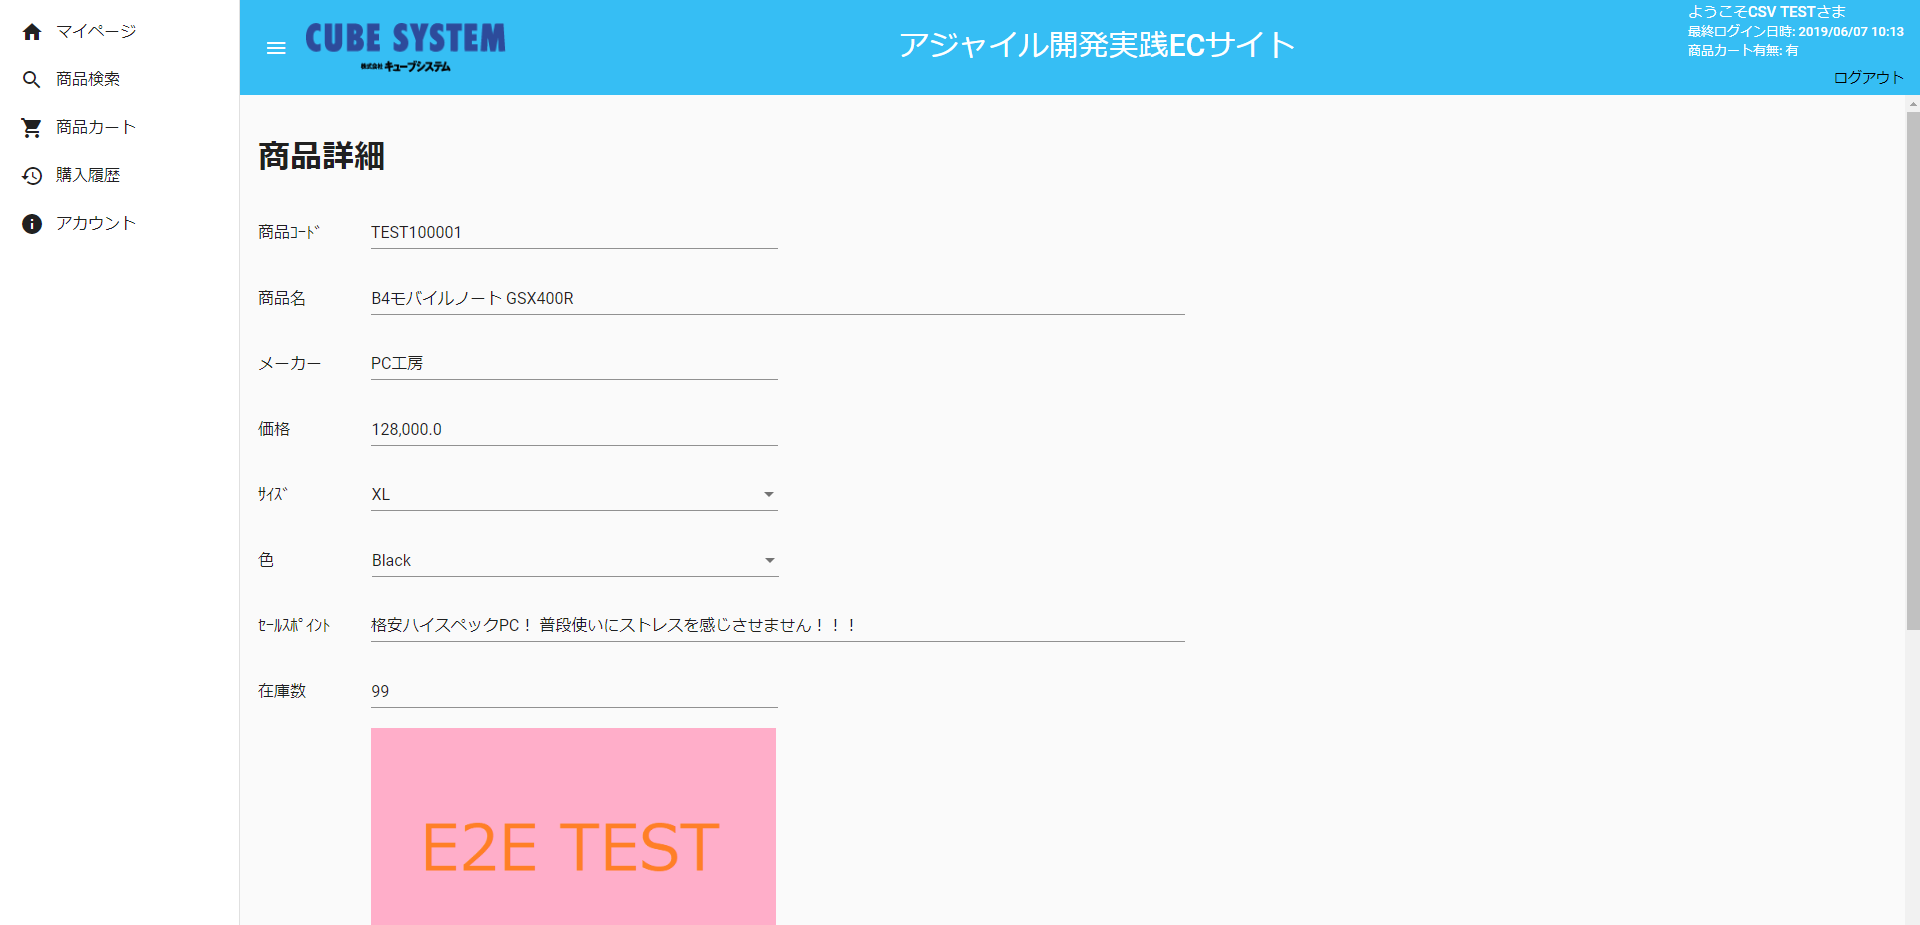 マイページ
商品検索
商品カート
購入履歴
アカウント
CUBE SYSTEM
株式会社 キューブシステム
アジャイル開発実践ECサイト
ようこそCSV TESTさま
最終ログイン日時: 2019/06/07 10:13
商品カート有無: 有
ログアウト
商品詳細
商品ｺｰﾄﾞ TEST100001
商品名 B4モバイルノート GSX400R
メーカー PC工房
価格 128,000.0
ｻｲｽﾞ XL
色 Black
ｾｰﾙｽﾎﾟｲﾝﾄ 格安ハイスペックPC！ 普段使いにストレスを感じさせません！！！
在庫数 99
E2E TEST